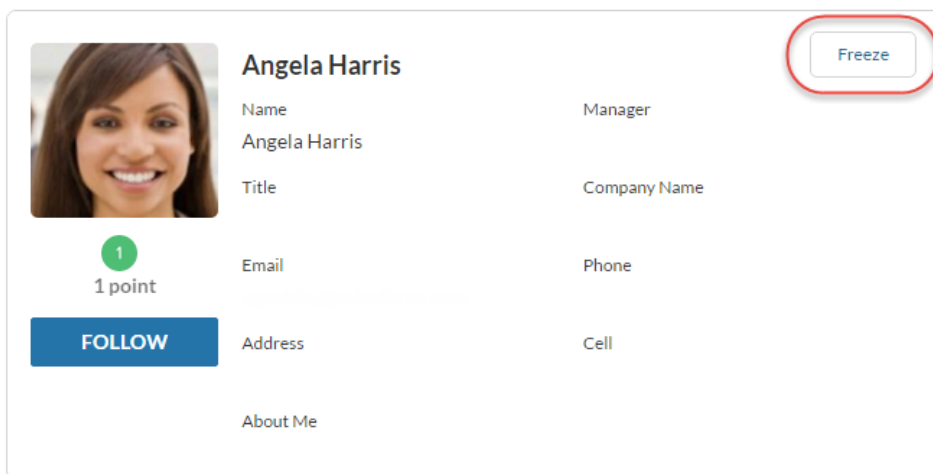 Angela Harris
Freeze
Name
Manager
Angela Harris
Title
Company Name
1
1 point
Email
Phone
FOLLOW
Address
Cell
About Me